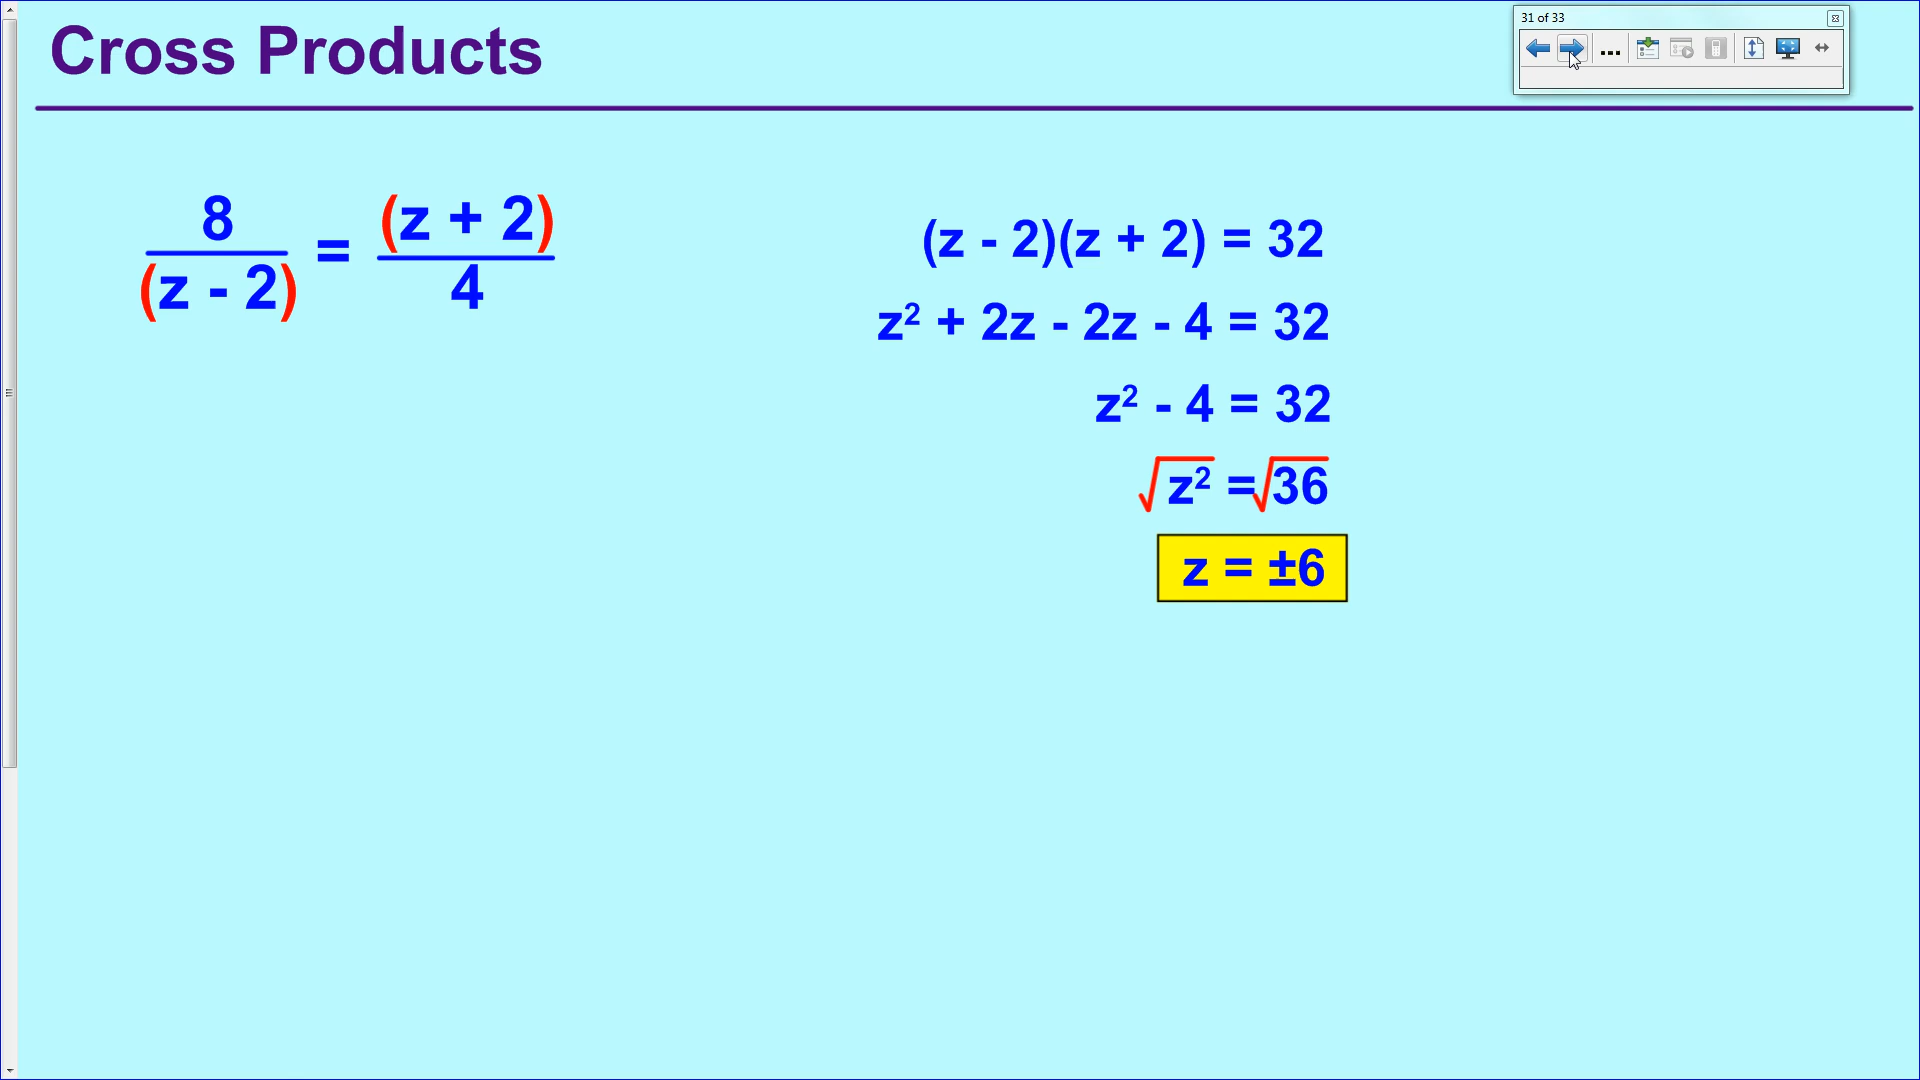 Cross Products
31 of 33
8/(z - 2) = (z + 2)/4
(z - 2)(z + 2) = 32
z² + 2z - 2z - 4 = 32
z² - 4 = 32
√z² = √36
z = ±6